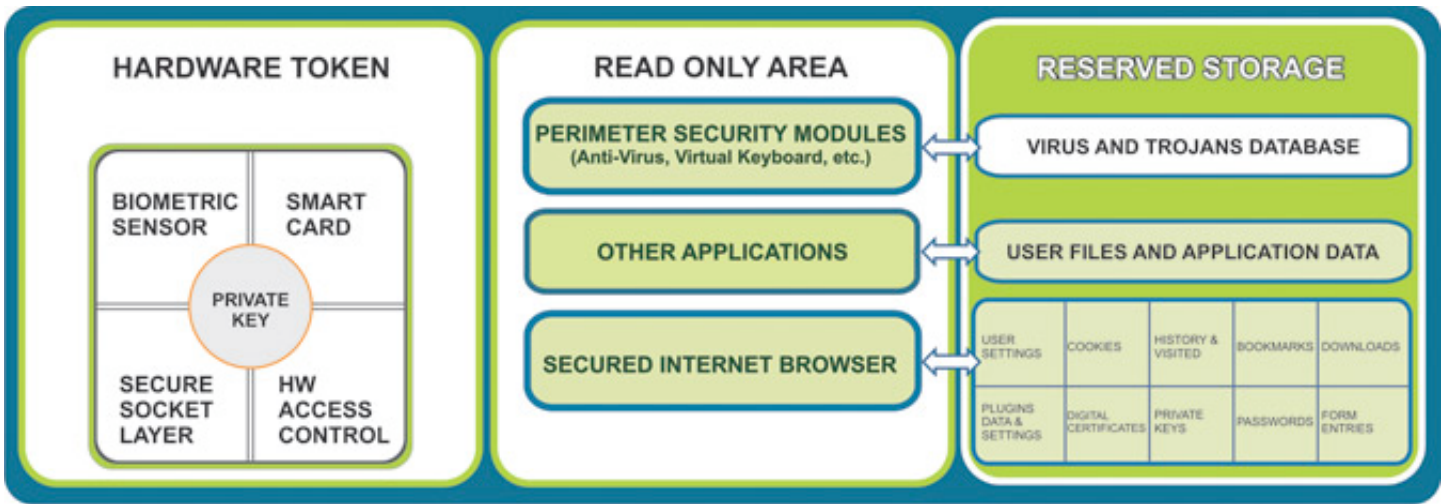 HARDWARE TOKEN
BIOMETRIC
SENSOR
SMART
CARD
PRIVATE
KEY
SECURE
SOCKET
LAYER
HW
ACCESS
CONTROL
READ ONLY AREA
PERIMETER SECURITY MODULES
(Anti-Virus, Virtual Keyboard, etc.)
OTHER APPLICATIONS
SECURED INTERNET BROWSER
RESERVED STORAGE
VIRUS AND TROJANS DATABASE
USER FILES AND APPLICATION DATA
USER
SETTINGS
COOKIES
HISTORY &
VISITED
BOOKMARKS
DOWNLOADS
PLUGINS
DATA &
SETTINGS
DIGITAL
CERTIFICATES
PRIVATE
KEYS
PASSWORDS
FORM
ENTRIES